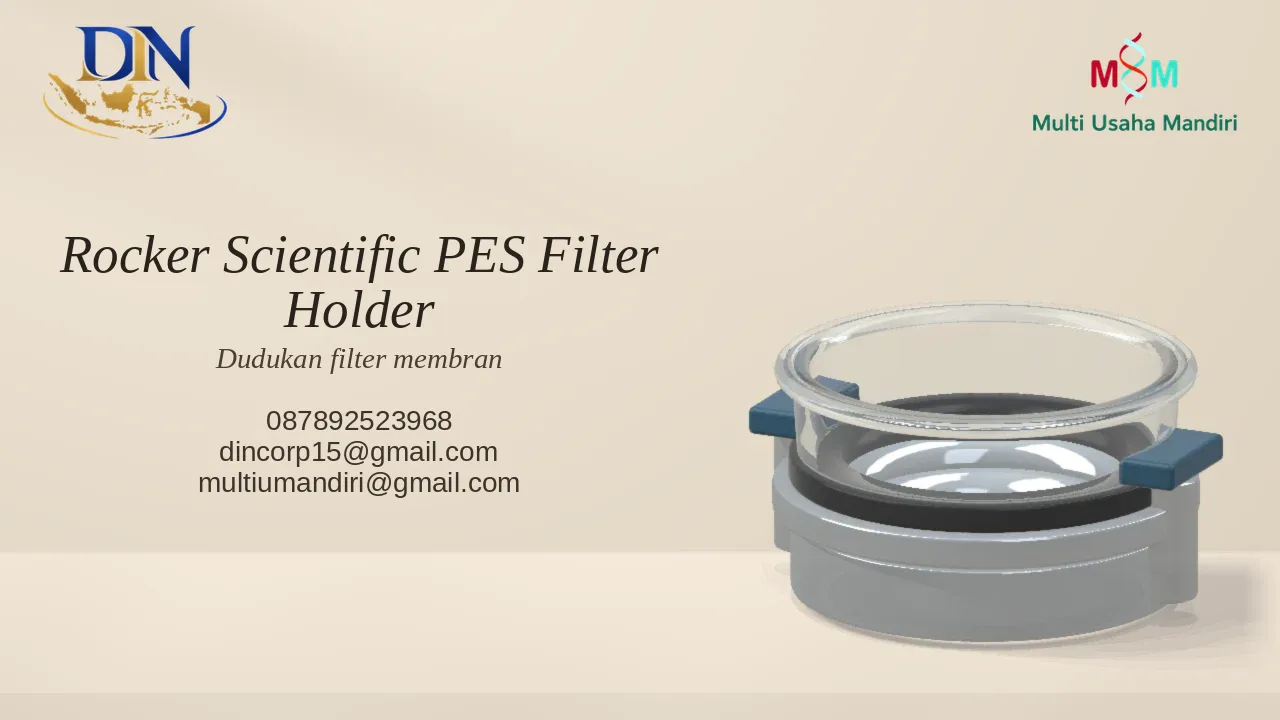 DIN
MSM
Multi Usaha Mandiri
Rocker Scientific PES Filter
Holder
Dudukan filter membran
087892523968
dincorp15@gmail.com
multiumandiri@gmail.com